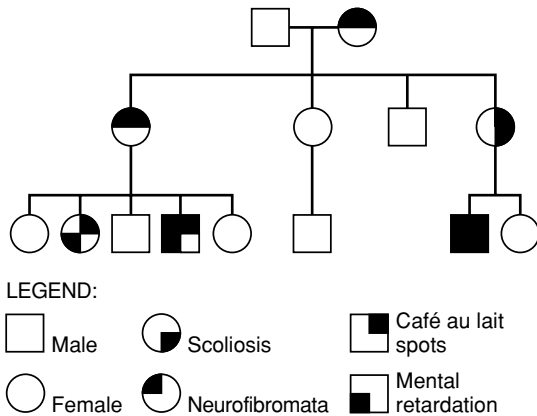 LEGEND:
Male
Scoliosis
Café au lait
spots
Female
Neurofibromata
Mental
retardation